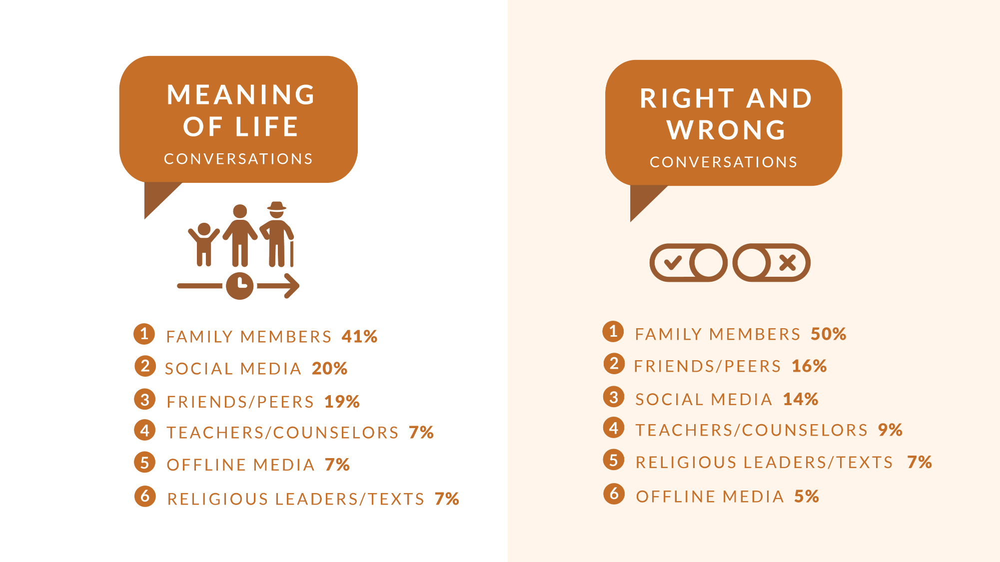 MEANING
OF LIFE
CONVERSATIONS
1 FAMILY MEMBERS 41%
2 SOCIAL MEDIA 20%
3 FRIENDS/PEERS 19%
4 TEACHERS/COUNSELORS 7%
5 OFFLINE MEDIA 7%
6 RELIGIOUS LEADERS/TEXTS 7%
RIGHT AND
WRONG
CONVERSATIONS
1 FAMILY MEMBERS 50%
2 FRIENDS/PEERS 16%
3 SOCIAL MEDIA 14%
4 TEACHERS/COUNSELORS 9%
5 RELIGIOUS LEADERS/TEXTS 7%
6 OFFLINE MEDIA 5%